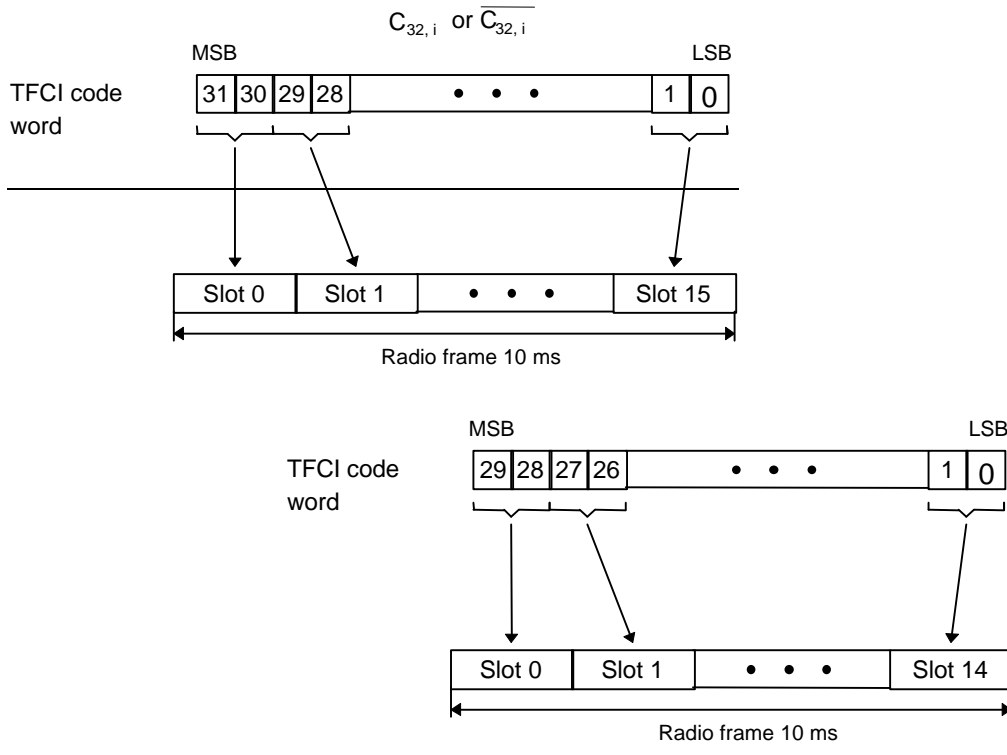 C32, i or C32, i
MSB LSB
TFCI code
word
31 30 29 28 • • • 1 0
Slot 0 Slot 1 • • • Slot 15
Radio frame 10 ms
MSB LSB
TFCI code
word
29 28 27 26 • • • 1 0
Slot 0 Slot 1 • • • Slot 14
Radio frame 10 ms